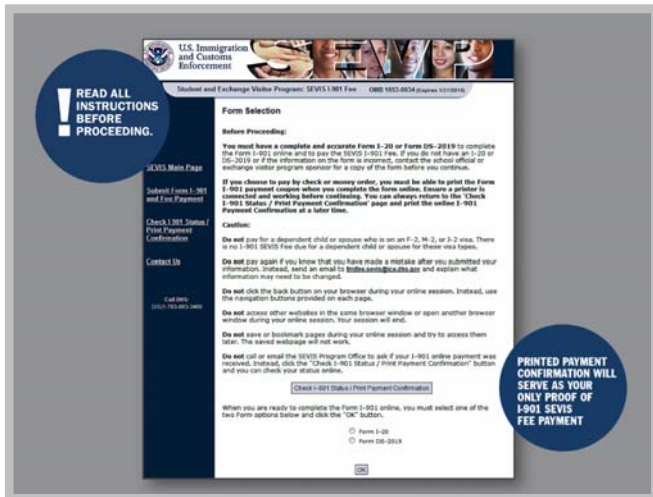 U.S. Immigration
and Customs
Enforcement
SEVP
Student and Exchange Visitor Program: SEVIS I-901 Fee OMB 1653-0034
READ ALL
INSTRUCTIONS
BEFORE
PROCEEDING.
SEVIS Main Page
Submit Form I-901
and Fee Payment
Check I-901 Status /
Print Payment
Confirmation
Contact Us
Form Selection
Before Proceeding:
You must have a complete and accurate Form I-20 or Form DS-2019 to complete
the Form I-901 online and to pay the SEVIS I-901 Fee. If you do not have an I-20 or
DS-2019 or if the information on the form is incorrect, contact the school official or
exchange visitor program sponsor for a copy of the form before you continue.
If you choose to pay by check or money order, you must be able to print the Form
I-901 payment coupon when you complete the form online. Ensure a printer is
connected and working before continuing. You can always return to the 'Check
I-901 Status / Print Payment Confirmation' page and print the online I-901
Payment Confirmation at a later time.
Caution:
Do not pay for a dependent child or spouse who is on an F-2, M-2, or J-2 visa. There
is no I-901 SEVIS Fee due for a dependent child or spouse for these visa types.
Do not pay again if you know that you have made a mistake after you submitted your
information. Instead, send an email to fmjfee.sevis@ice.dhs.gov and explain what
information may need to be changed.
Do not click the back button on your browser during your online session. Instead, use
the navigation buttons provided on each page.
Do not access other websites in the same browser window or open another browser
window during your online session. Your session will end.
Do not save or bookmark pages during your online session and try to access them
later. The saved webpage will not work.
Do not call or email the SEVIS Program Office to ask if your I-901 online payment was
received. Instead, click the "Check I-901 Status / Print Payment Confirmation" button
and you can check your status online.
Check I-901 Status / Print Payment Confirmation
When you are ready to complete the Form I-901 online, you must select one of the
two Form options below and click the "OK" button.
Form I-20
Form DS-2019
OK
PRINTED PAYMENT
CONFIRMATION WILL
SERVE AS YOUR
ONLY PROOF OF
I-901 SEVIS
FEE PAYMENT